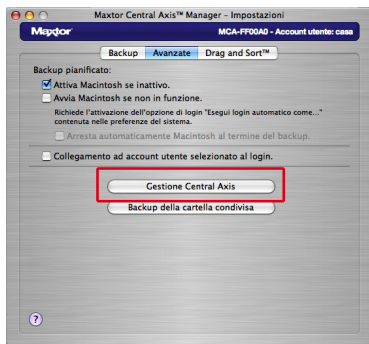 Maxtor Central Axis™ Manager – Impostazioni
Maxtor
MCA-FF00A0 - Account utente: casa
Backup Avanzate Drag and Sort™
Backup pianificato:
Attiva Macintosh se inattivo.
Avvia Macintosh se non in funzione.
Richiede l'attivazione dell'opzione di login "Esegui login automatico come..."
contenuta nelle preferenze del sistema.
Arresta automaticamente Macintosh al termine del backup.
Collegamento ad account utente selezionato al login.
Gestione Central Axis
Backup della cartella condivisa
?